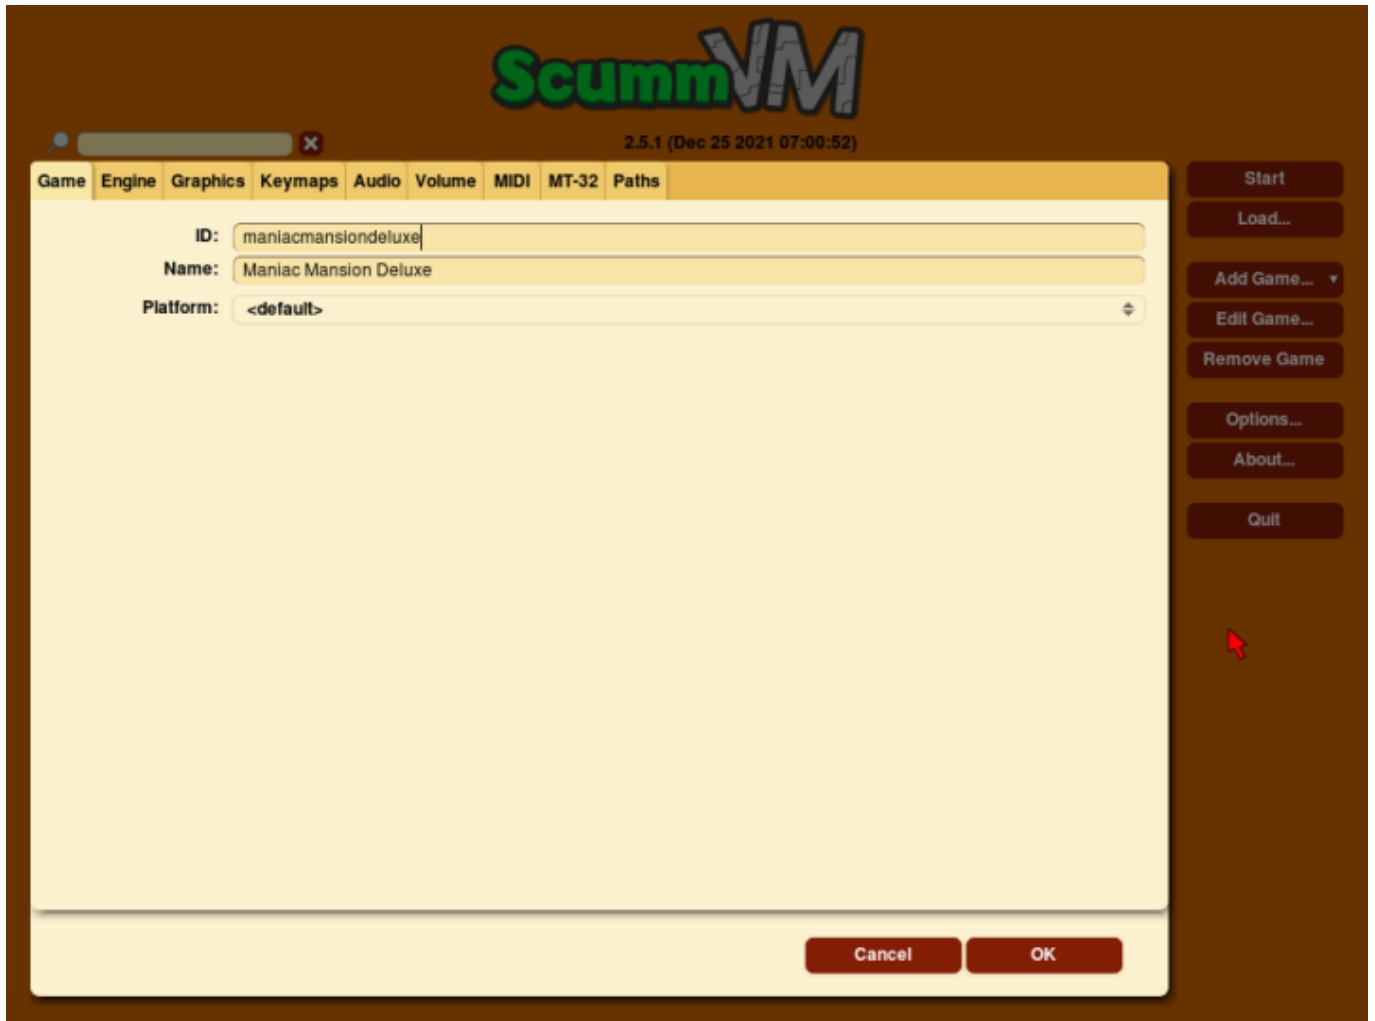 ScummVM
2.5.1 (Dec 25 2021 07:00:52)
Game Engine Graphics Keymaps Audio Volume MIDI MT-32 Paths
ID: maniacmansiondeluxe
Name: Maniac Mansion Deluxe
Platform: <default>
Cancel OK
Start
Load...
Add Game...
Edit Game...
Remove Game
Options...
About...
Quit